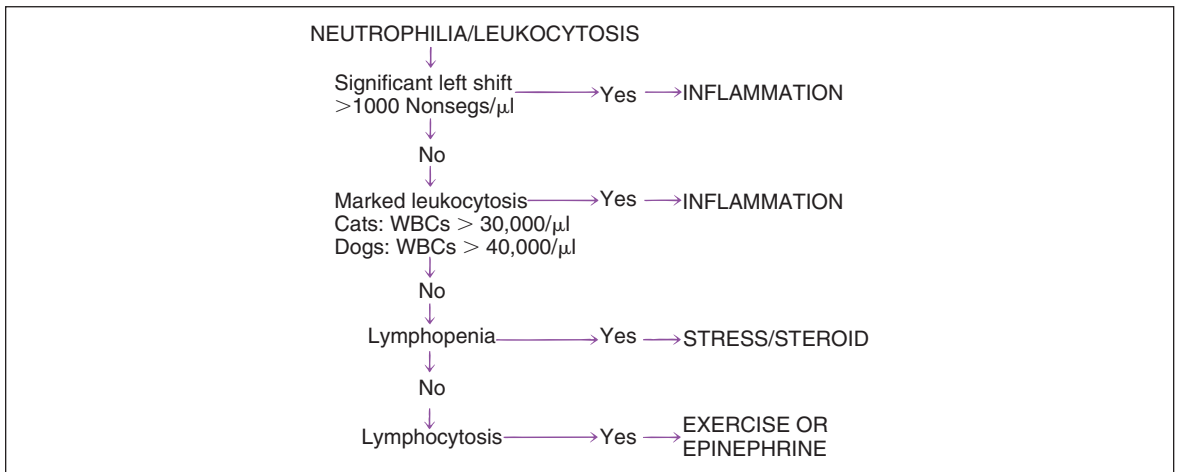 NEUTROPHILIA/LEUKOCYTOSIS
Significant left shift
>1000 Nonsegs/μl
Yes
INFLAMMATION
No
Marked leukocytosis
Yes
INFLAMMATION
Cats: WBCs > 30,000/μl
Dogs: WBCs > 40,000/μl
No
Lymphopenia
Yes
STRESS/STEROID
No
Lymphocytosis
Yes
EXERCISE OR
EPINEPHRINE